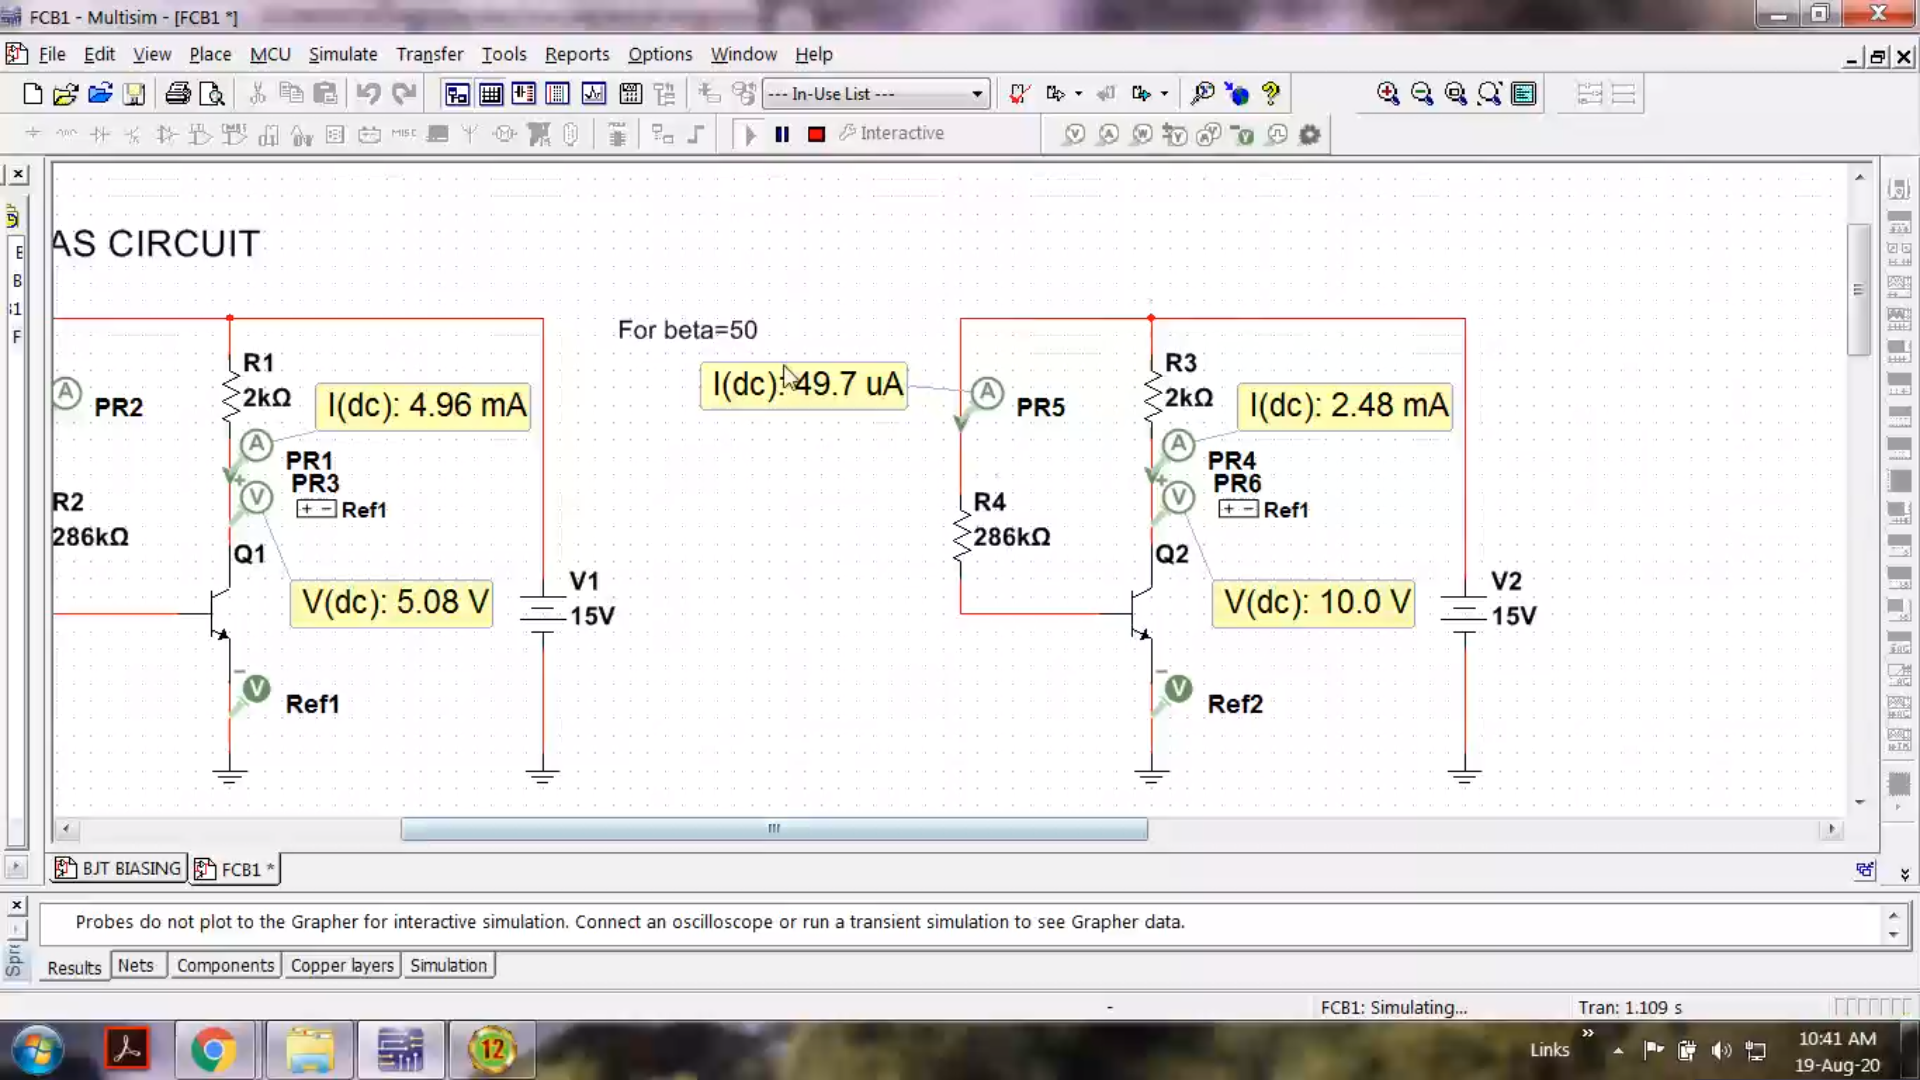 FCB1 - Multisim - [FCB1 *]
File Edit View Place MCU Simulate Transfer Tools Reports Options Window Help
--- In-Use List ---
Interactive
AS CIRCUIT
For beta=50
R1
2kΩ
I(dc): 4.96 mA
PR2
PR1
PR3
Ref1
R2
286kΩ
Q1
V(dc): 5.08 V
V1
15V
Ref1
I(dc): 49.7 uA
PR5
R3
2kΩ
I(dc): 2.48 mA
PR4
PR6
Ref1
R4
286kΩ
Q2
V(dc): 10.0 V
V2
15V
Ref2
BJT BIASING FCB1 *
Probes do not plot to the Grapher for interactive simulation. Connect an oscilloscope or run a transient simulation to see Grapher data.
Results Nets Components Copper layers Simulation
- FCB1: Simulating... Tran: 1.109 s
12
Links
10:41 AM
19-Aug-20